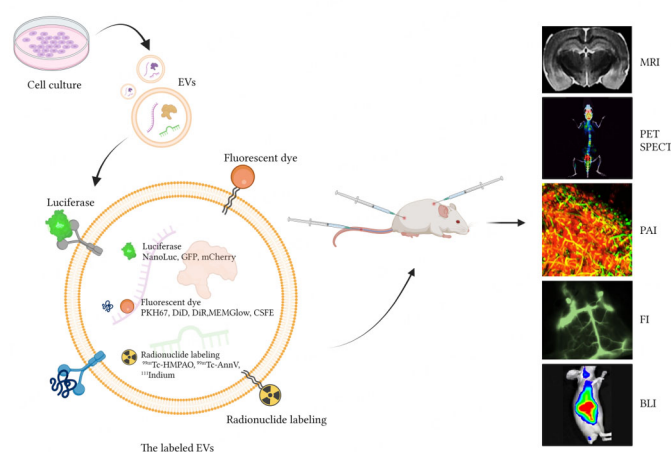 Cell culture
EVs
Fluorescent dye
Luciferase
Luciferase
NanoLuc, GFP, mCherry
Fluorescent dye
PKH67, DiD, DiR,MEMGlow, CSFE
Radionuclide labeling
⁹⁹ᵐTc-HMPAO, ⁹⁹ᵐTc-AnnV,
¹¹¹Indium
Radionuclide labeling
The labeled EVs
MRI
PET
SPECT
PAI
FI
BLI